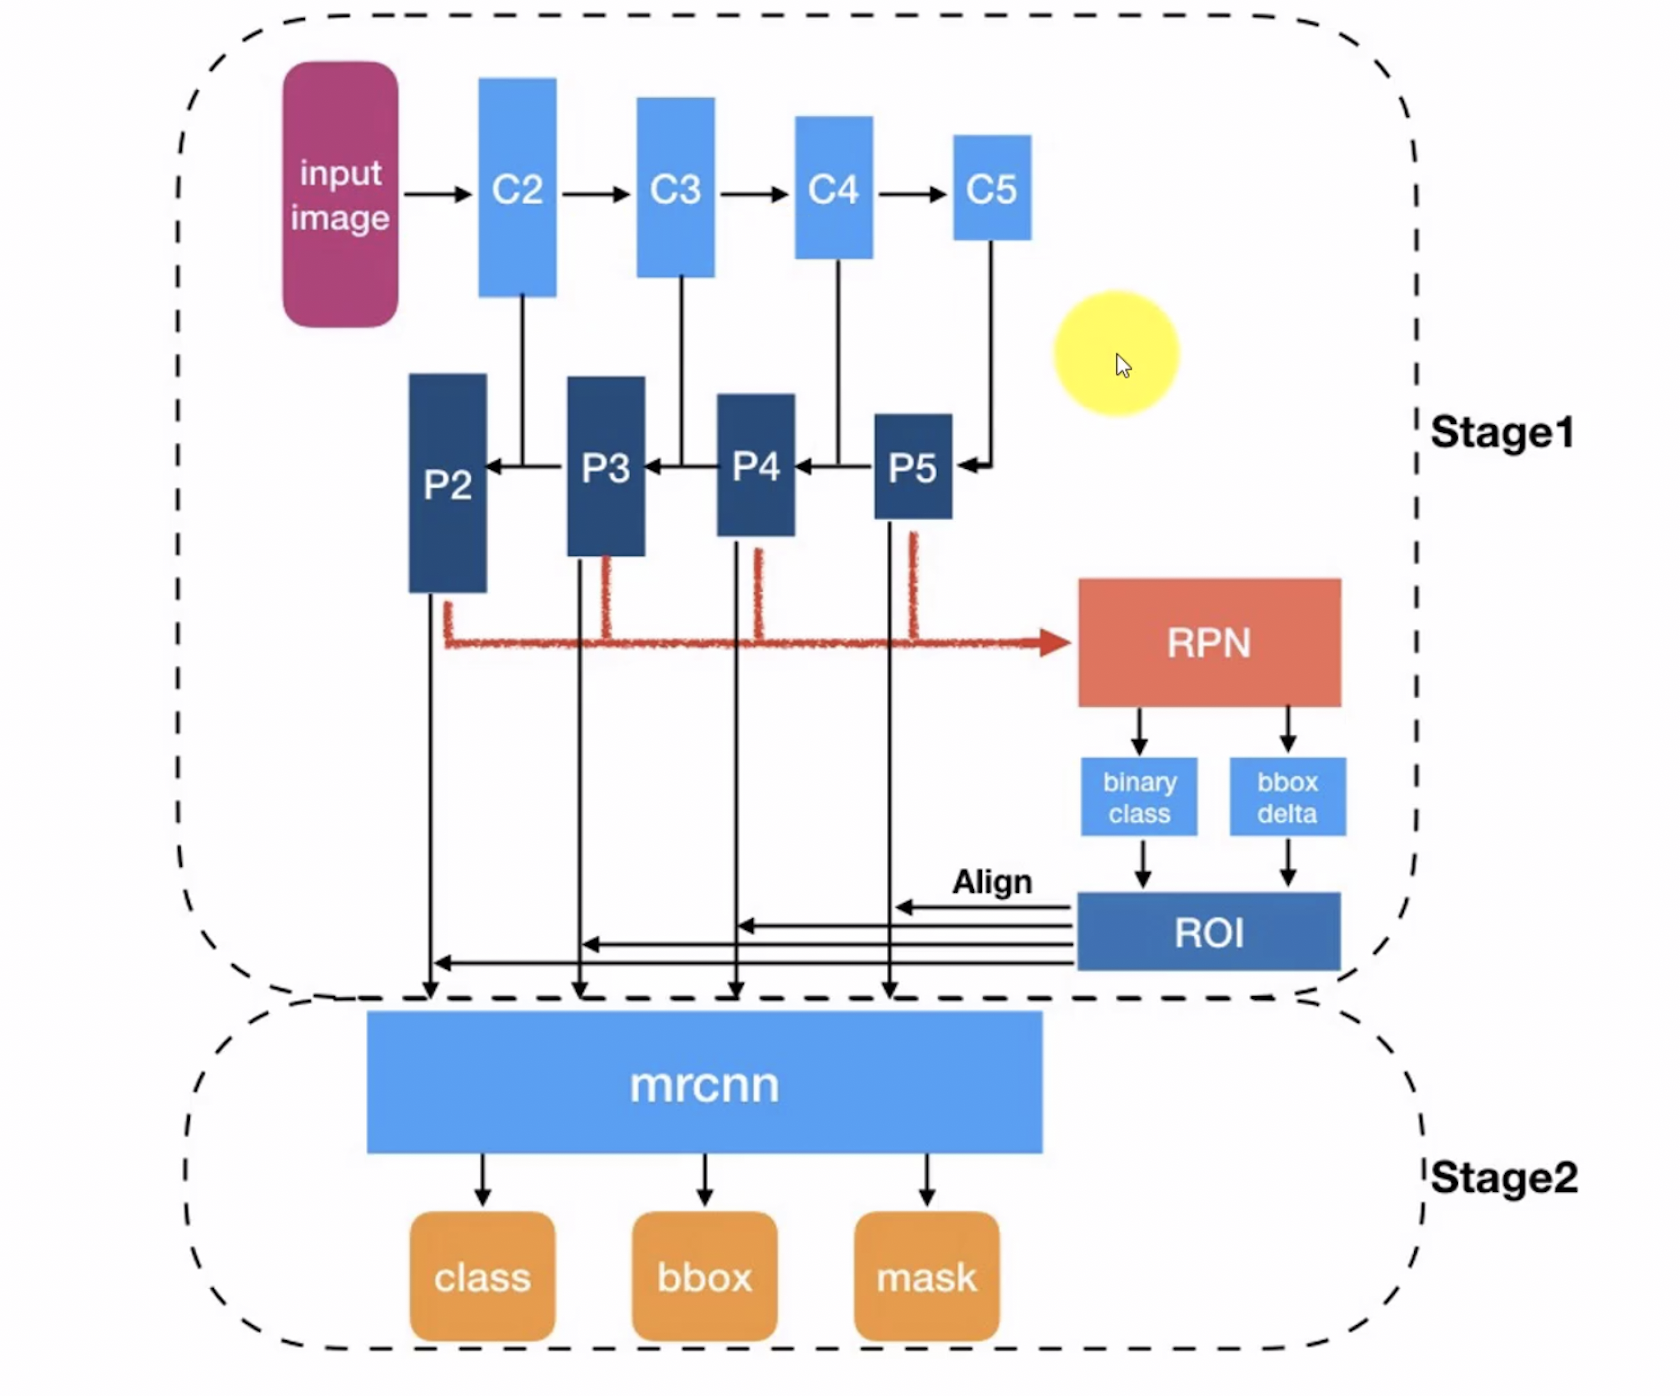 input
image
C2
C3
C4
C5
P2
P3
P4
P5
Stage1
RPN
binary
class
bbox
delta
Align
ROI
mrcnn
Stage2
class
bbox
mask